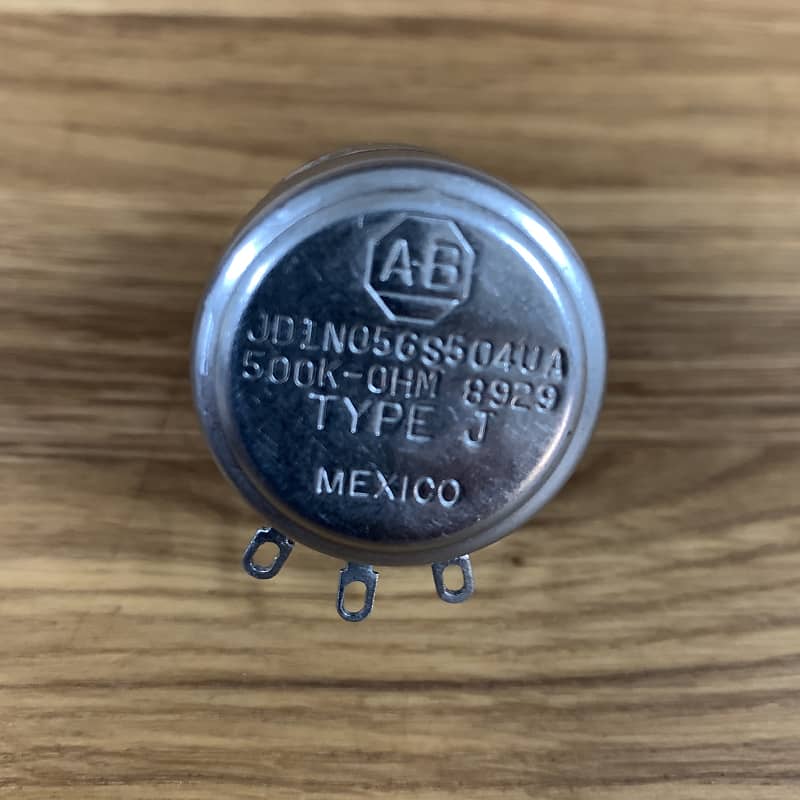 AB
JD1N056S504UA
500K-OHM 8929
TYPE J
MEXICO